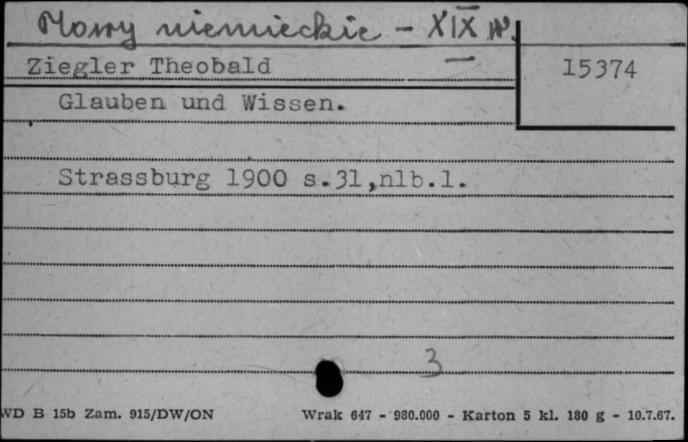 Mowy niemieckie - XIX w.
Ziegler Theobald
15374
Glauben und Wissen.
Strassburg 1900 s.31,nlb.1.
3
WD B 15b Zam. 915/DW/ON Wrak 647 - 980.000 - Karton 5 kl. 180 g - 10.7.67.